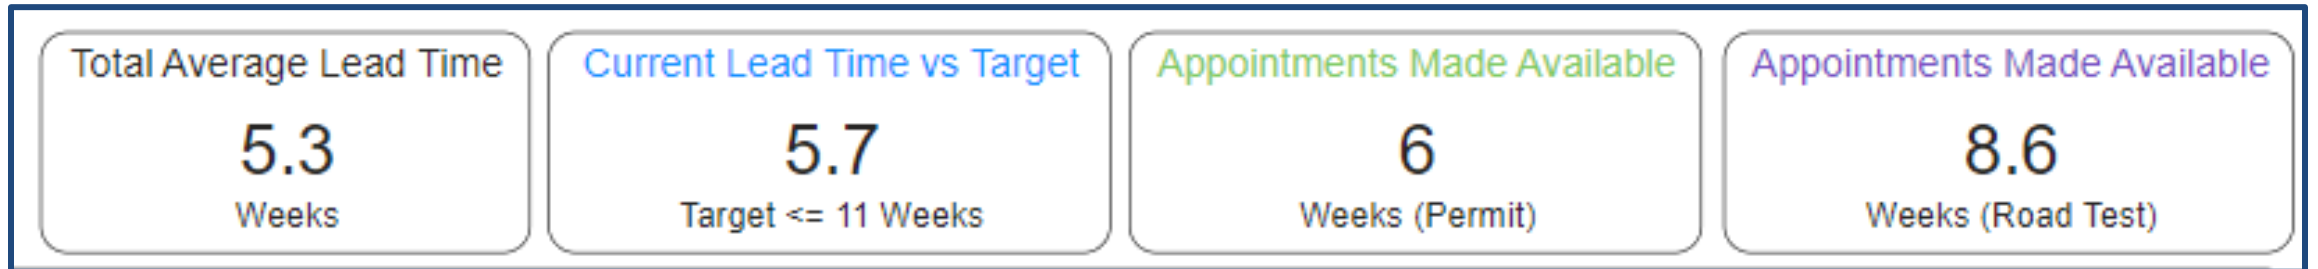 Total Average Lead Time
5.3
Weeks
Current Lead Time vs Target
5.7
Target <= 11 Weeks
Appointments Made Available
6
Weeks (Permit)
Appointments Made Available
8.6
Weeks (Road Test)